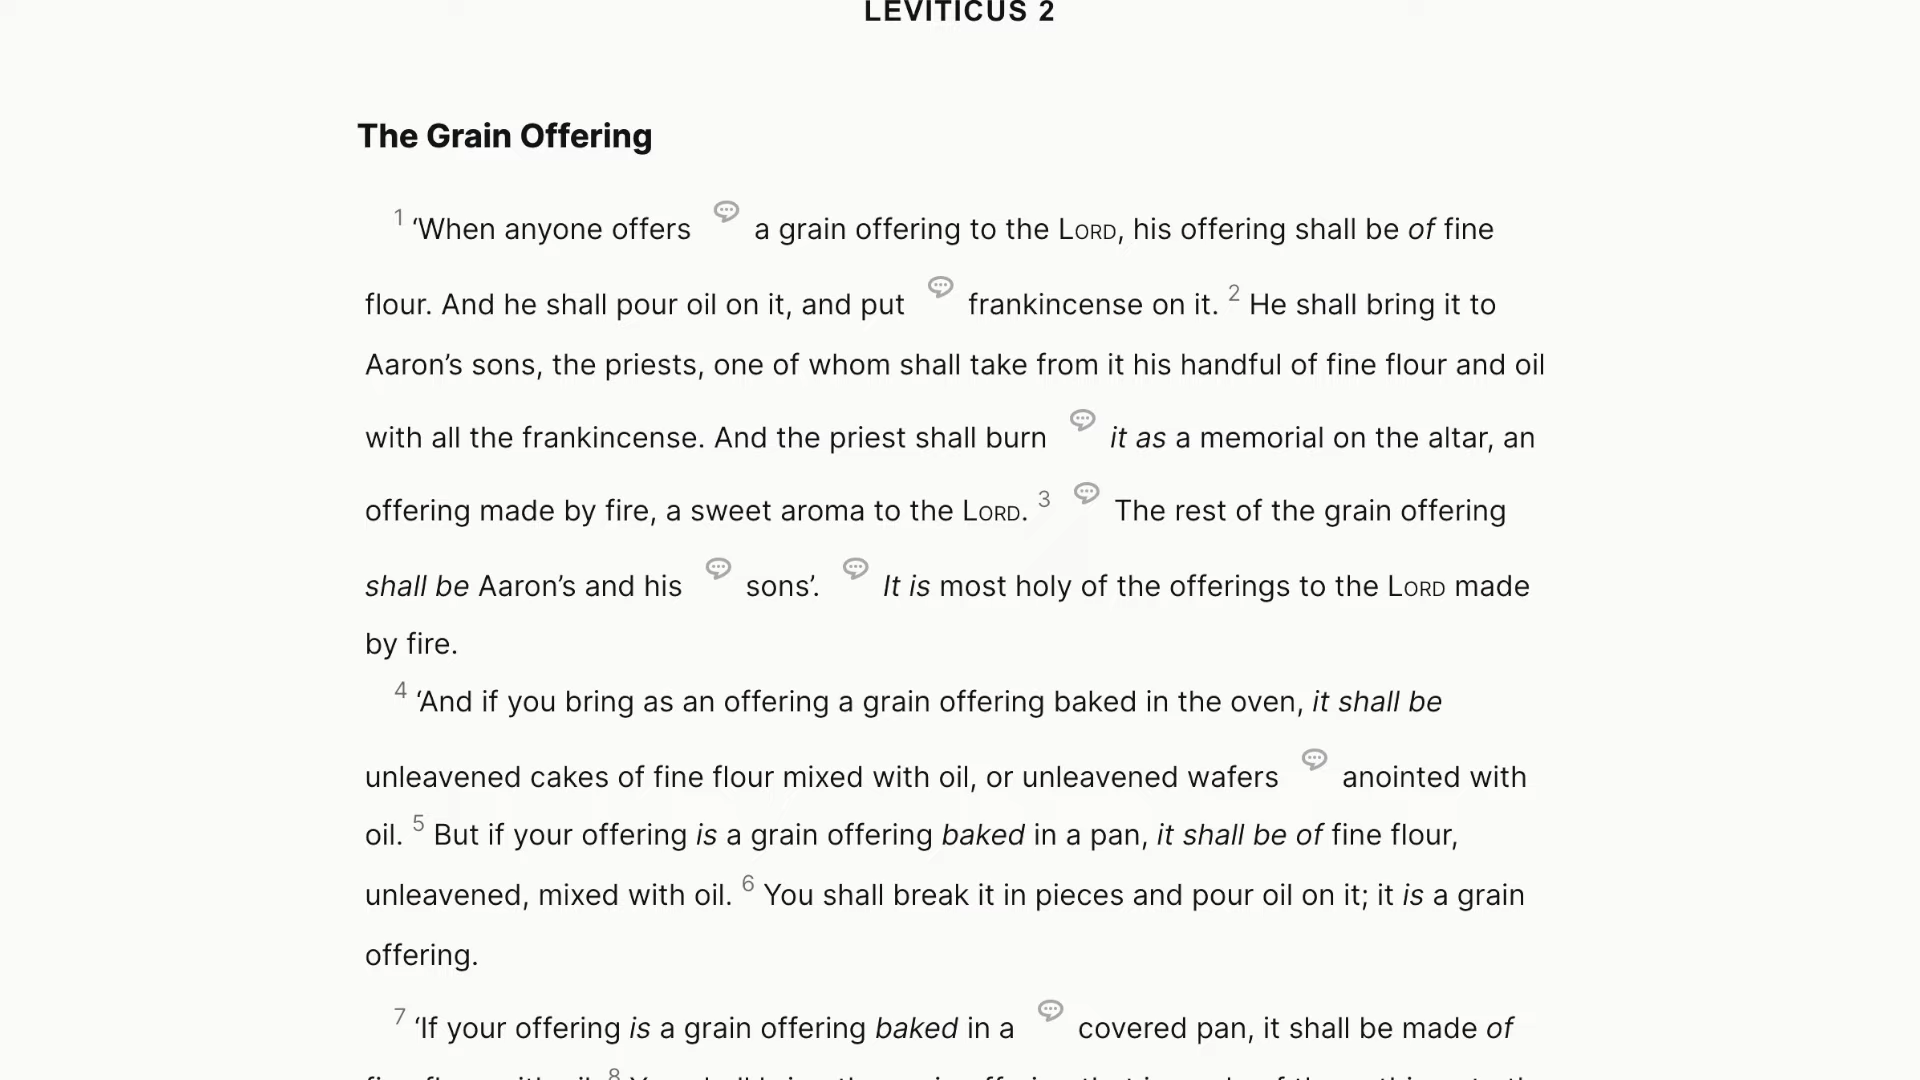 LEVITICUS 2
The Grain Offering
1 ‘When anyone offers a grain offering to the LORD, his offering shall be of fine
flour. And he shall pour oil on it, and put frankincense on it. 2 He shall bring it to
Aaron’s sons, the priests, one of whom shall take from it his handful of fine flour and oil
with all the frankincense. And the priest shall burn it as a memorial on the altar, an
offering made by fire, a sweet aroma to the LORD. 3 The rest of the grain offering
shall be Aaron’s and his sons’. It is most holy of the offerings to the LORD made
by fire.
4 ‘And if you bring as an offering a grain offering baked in the oven, it shall be
unleavened cakes of fine flour mixed with oil, or unleavened wafers anointed with
oil. 5 But if your offering is a grain offering baked in a pan, it shall be of fine flour,
unleavened, mixed with oil. 6 You shall break it in pieces and pour oil on it; it is a grain
offering.
7 ‘If your offering is a grain offering baked in a covered pan, it shall be made of